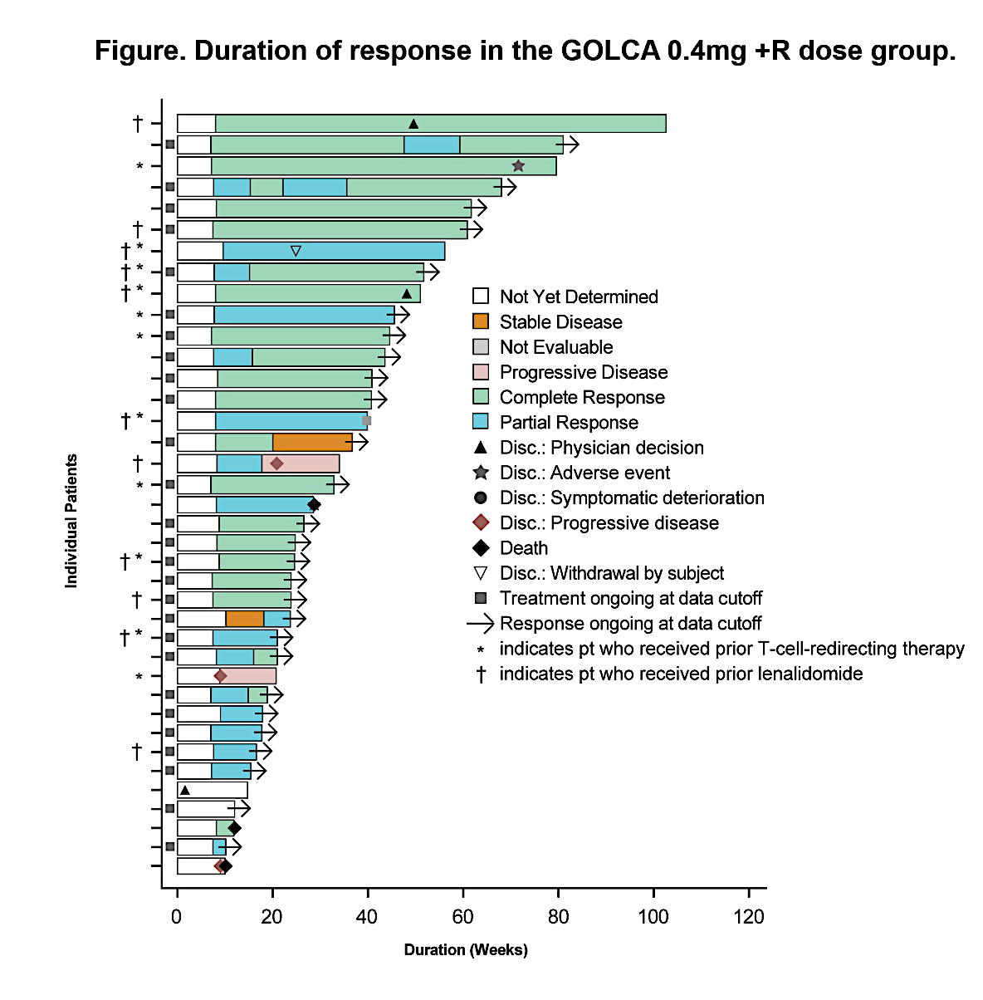 Figure. Duration of response in the GOLCA 0.4mg +R dose group.
†
*
†
† *
† *
† *
*
*
† *
†
*
† *
†
† *
*
†
Individual Patients
Not Yet Determined
Stable Disease
Not Evaluable
Progressive Disease
Complete Response
Partial Response
Disc.: Physician decision
Disc.: Adverse event
Disc.: Symptomatic deterioration
Disc.: Progressive disease
Death
Disc.: Withdrawal by subject
Treatment ongoing at data cutoff
Response ongoing at data cutoff
* indicates pt who received prior T-cell-redirecting therapy
† indicates pt who received prior lenalidomide
0 20 40 60 80 100 120
Duration (Weeks)